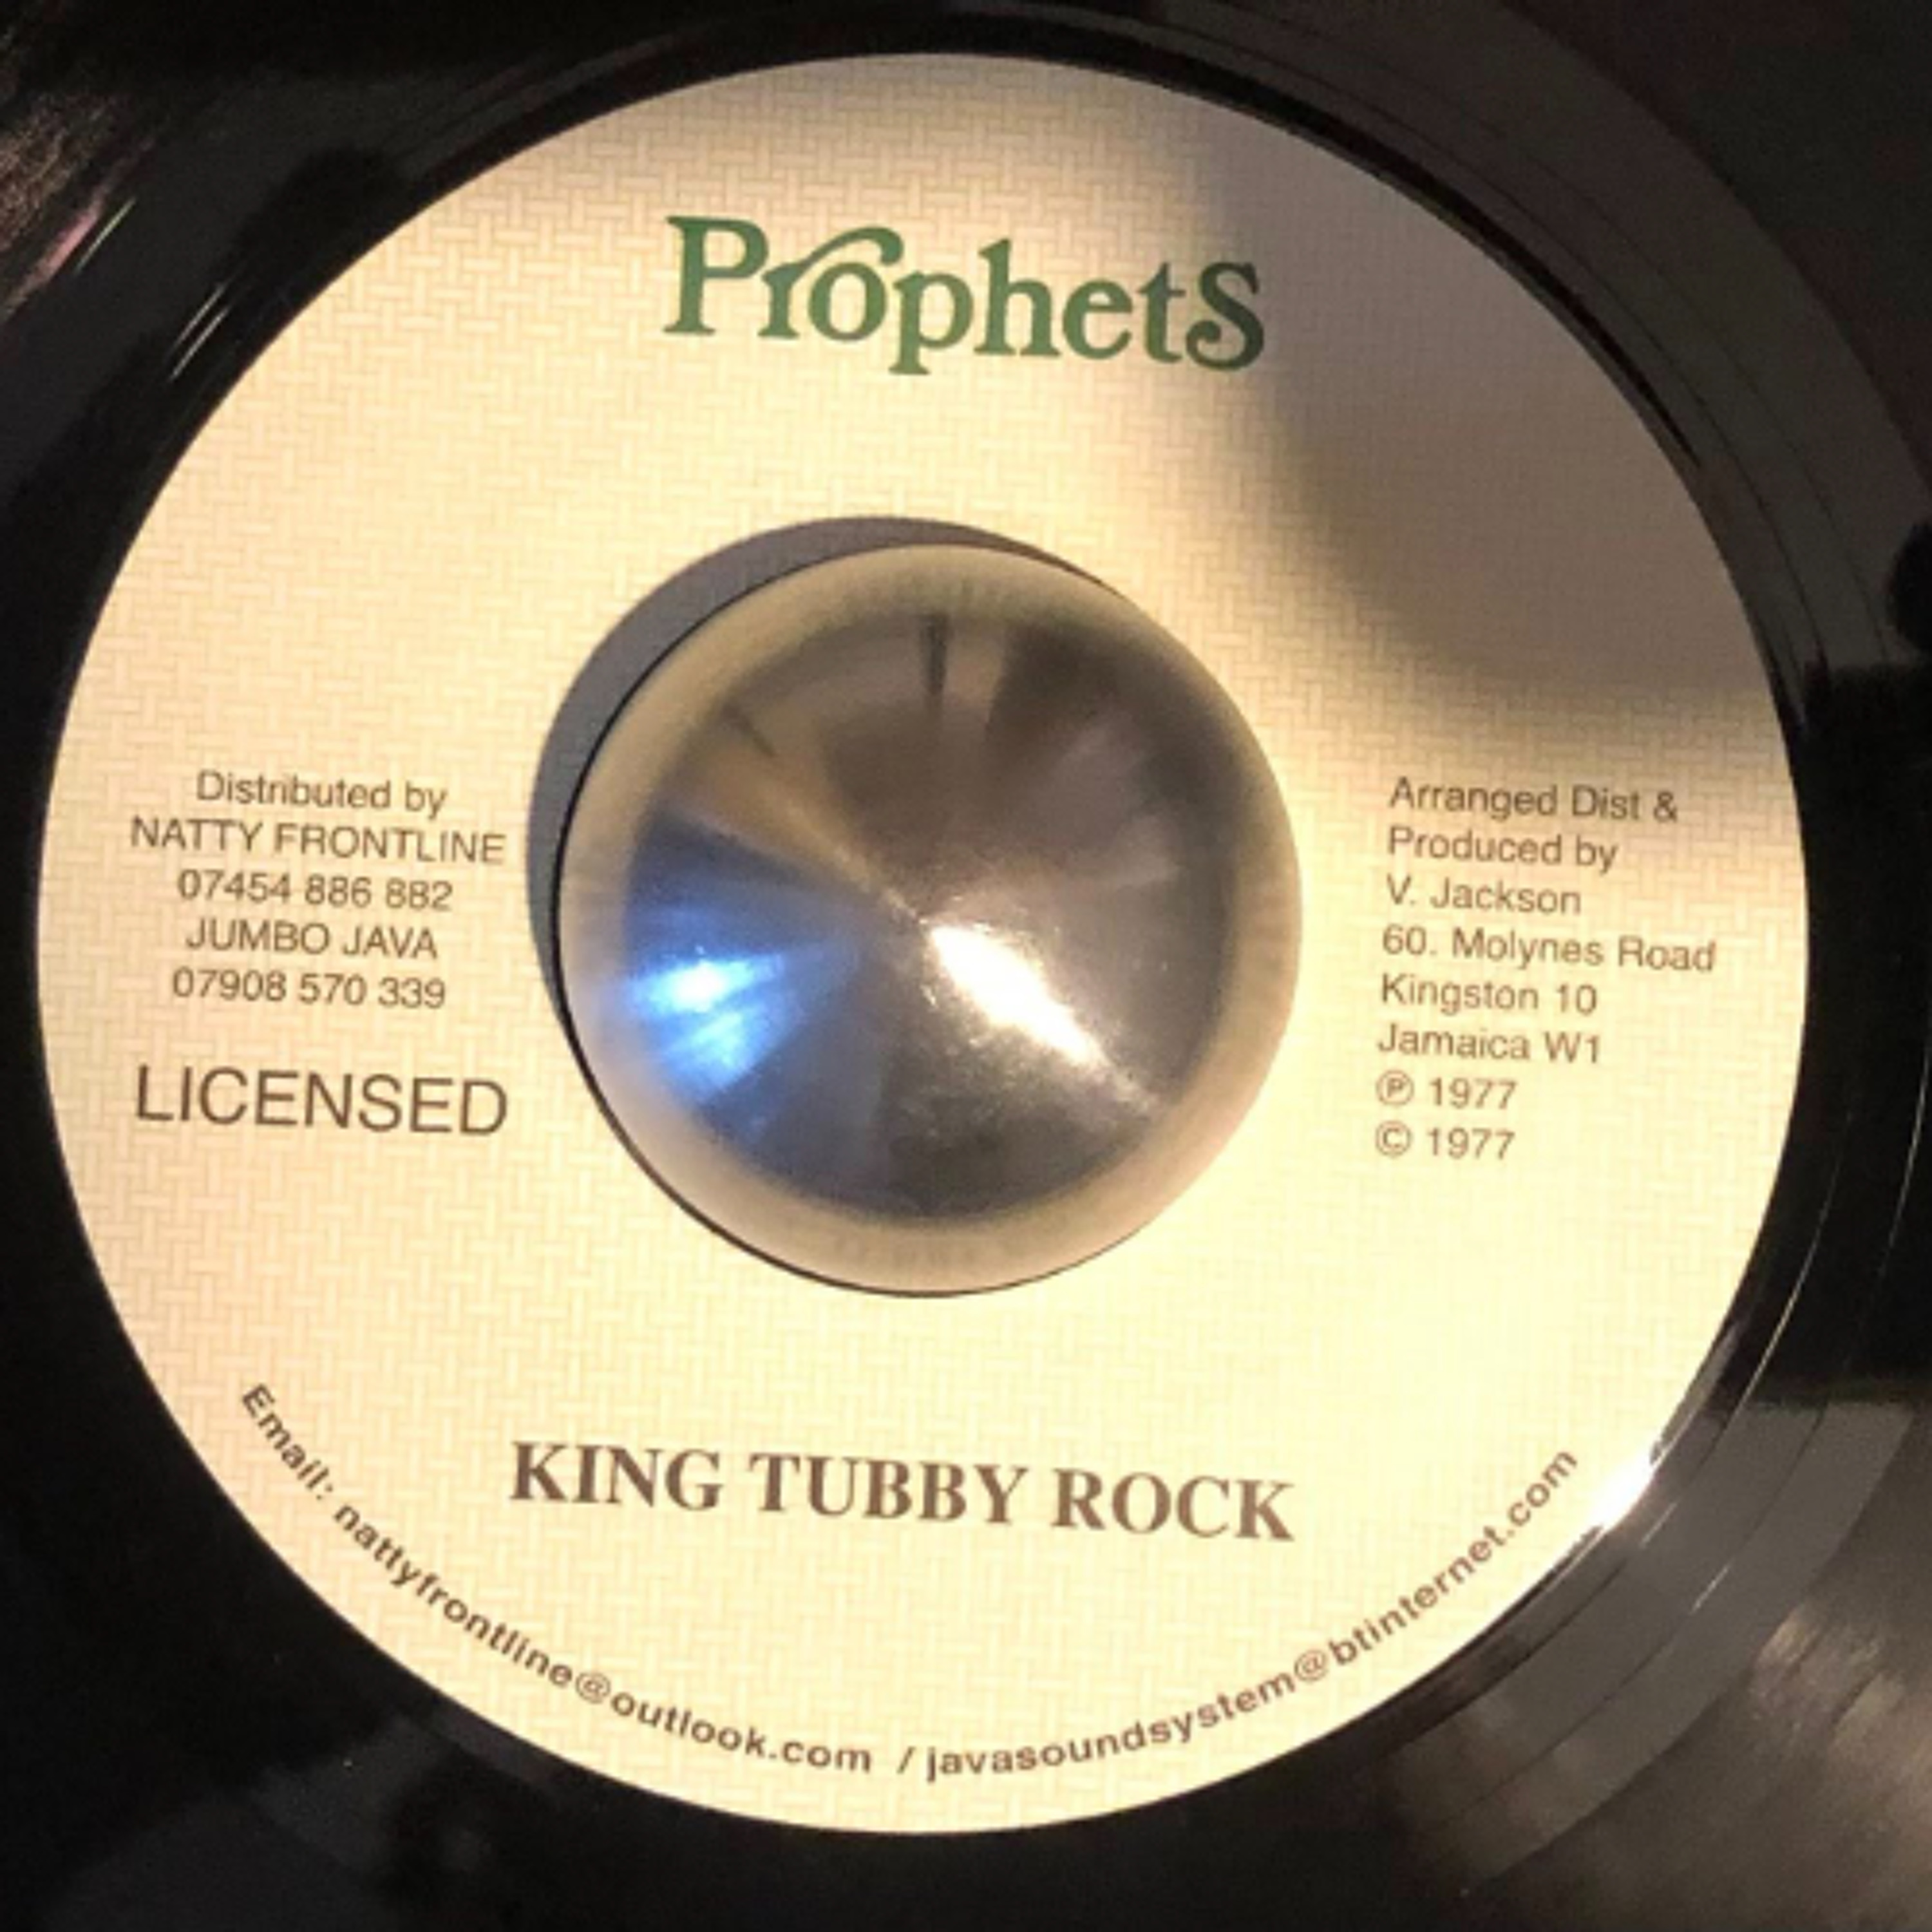 Prophets
Distributed by
NATTY FRONTLINE
07454 886 882
JUMBO JAVA
07908 570 339
LICENSED
Arranged Dist &
Produced by
V. Jackson
60. Molynes Road
Kingston 10
Jamaica W1
℗ 1977
© 1977
KING TUBBY ROCK
Email: nattyfrontline@outlook.com / javasoundsystem@btinternet.com